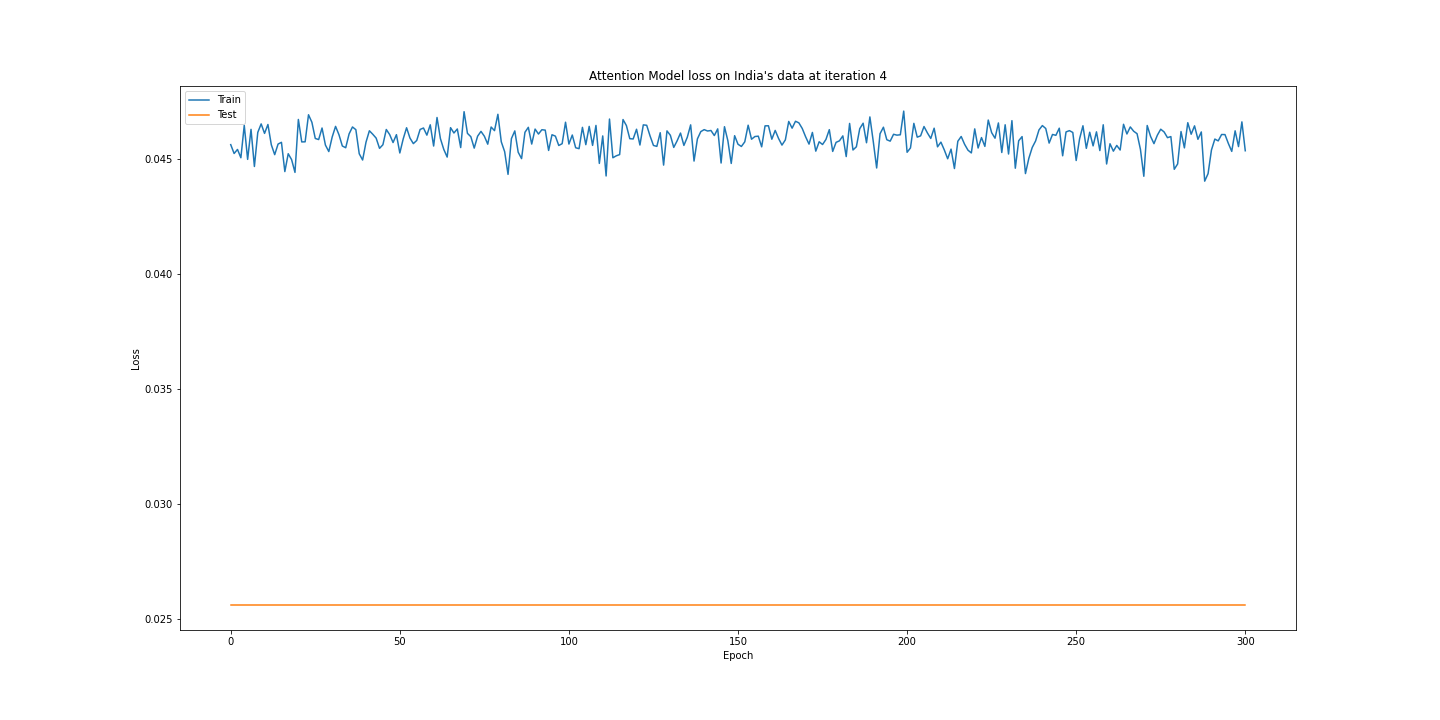 Attention Model loss on India's data at iteration 4
Train
Test
0.045
0.040
0.035
0.030
0.025
Loss
0 50 100 150 200 250 300
Epoch